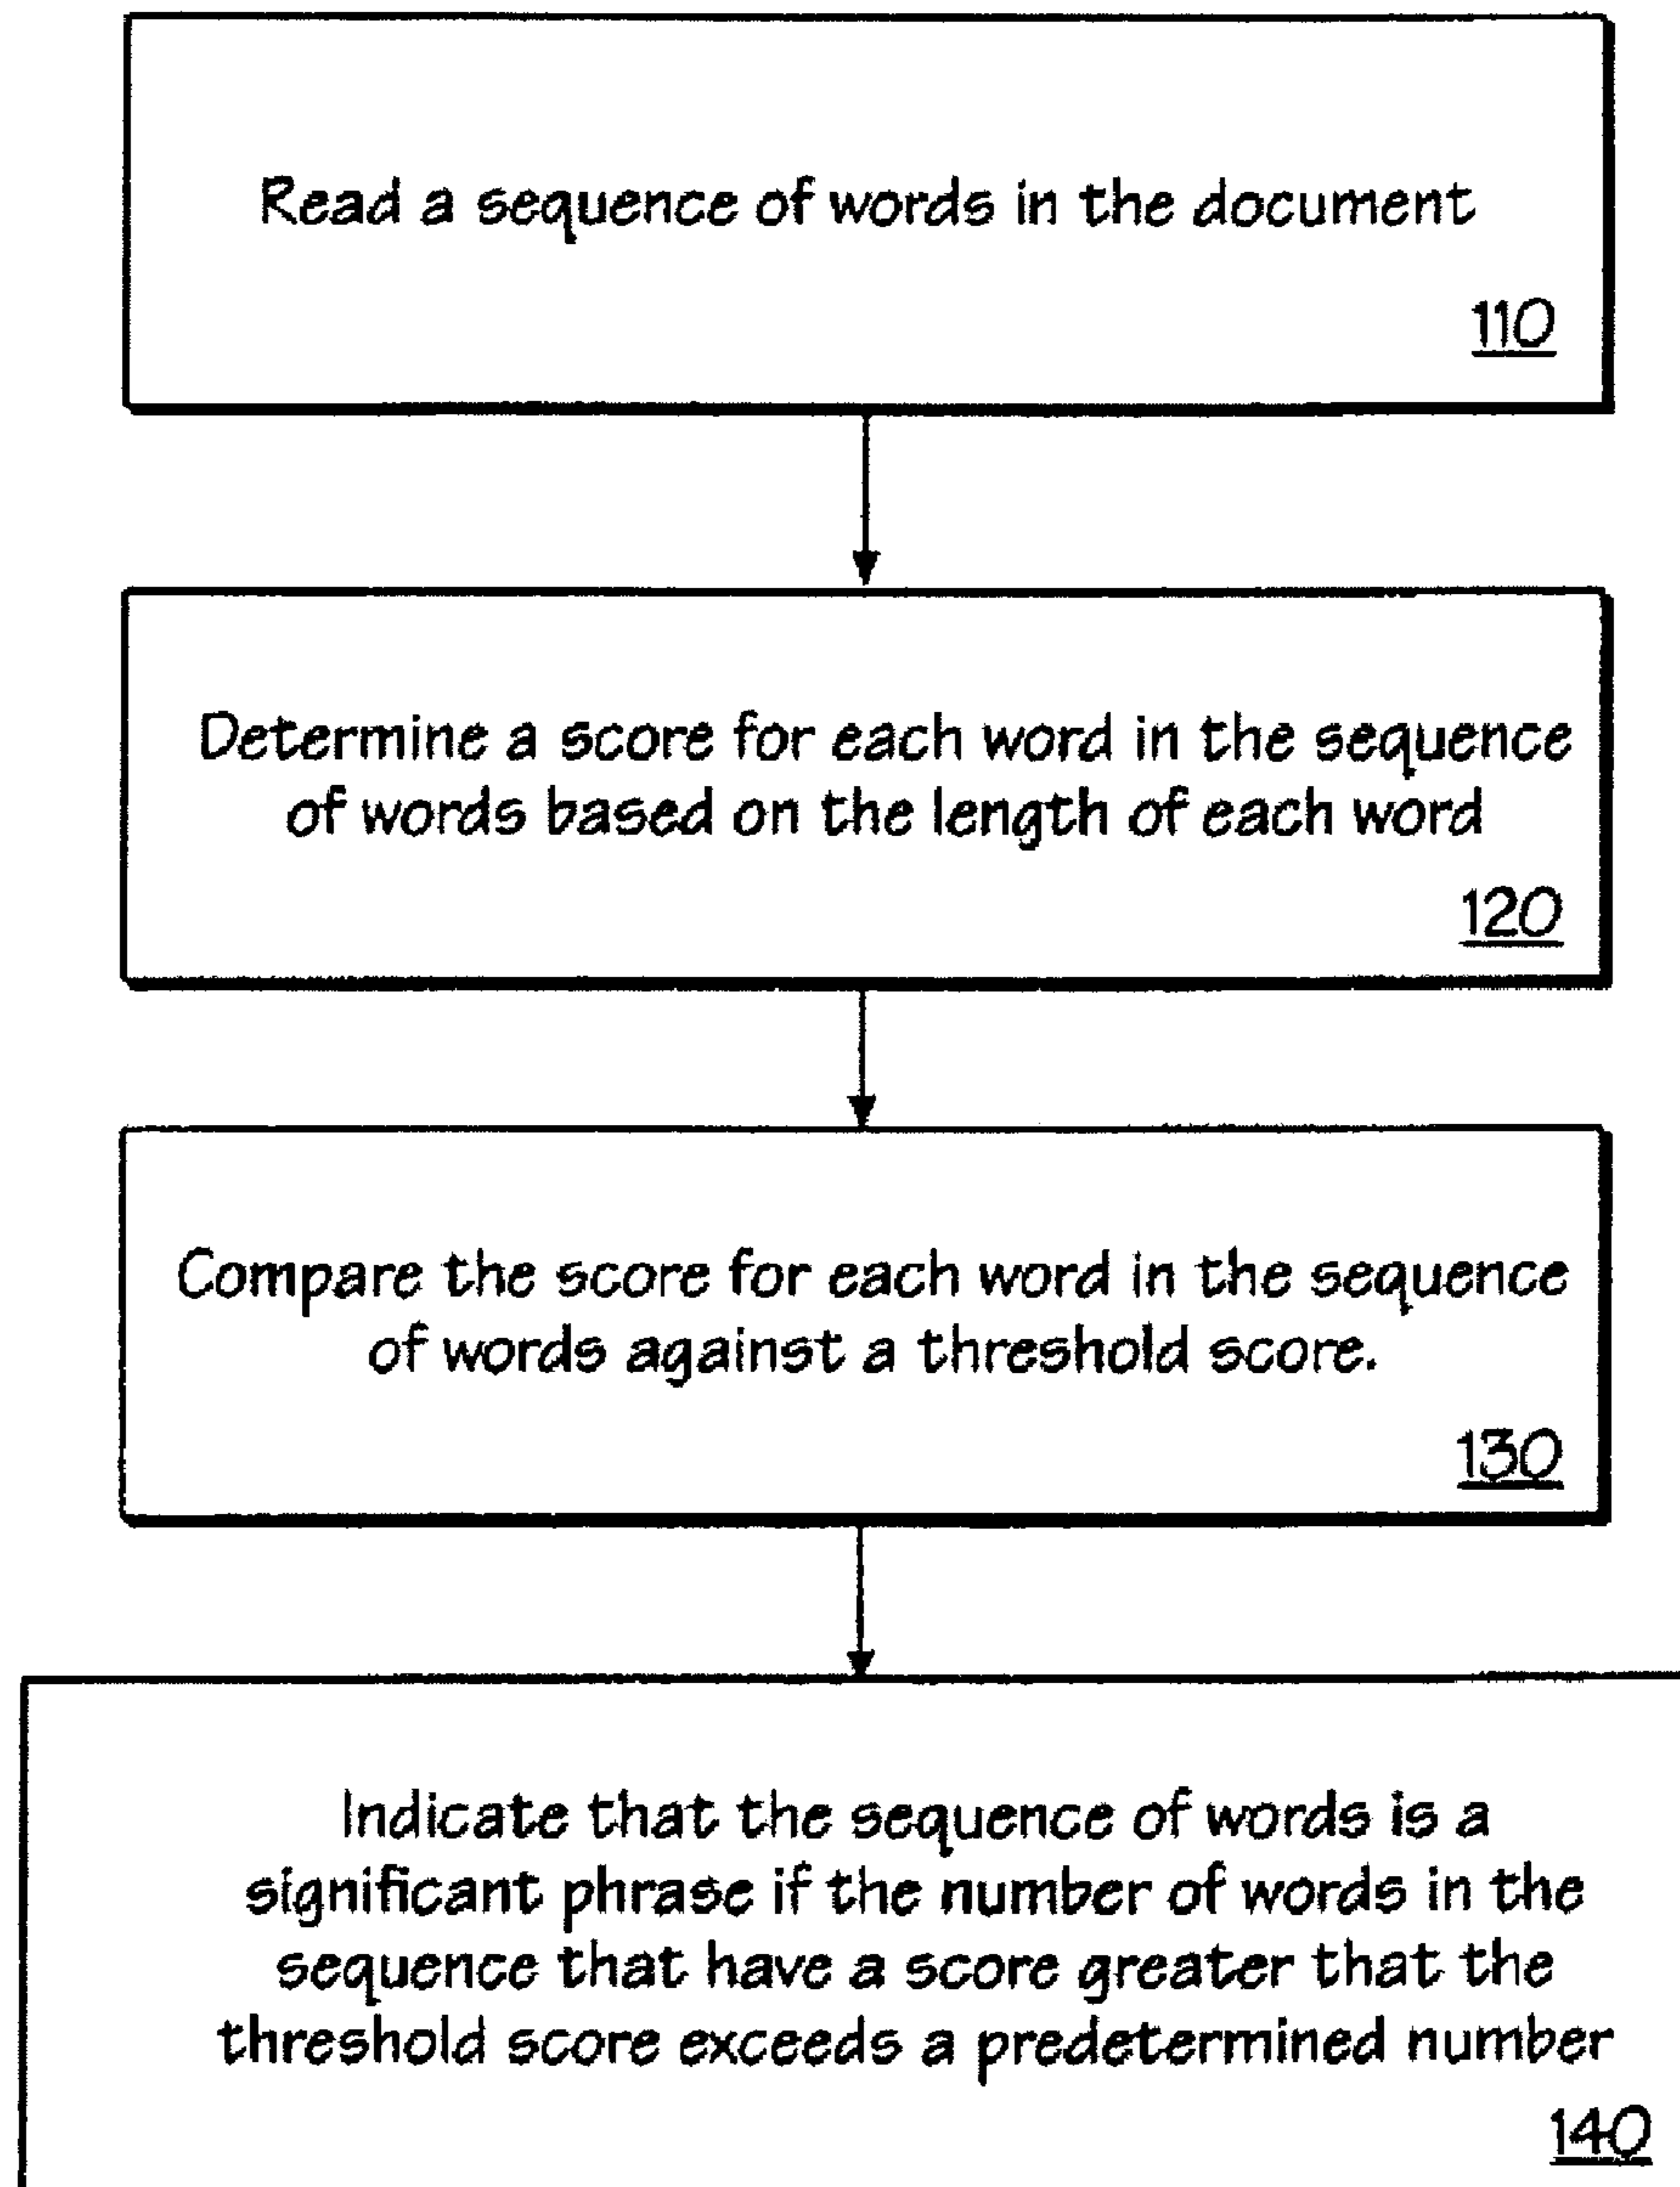 Read a sequence of words in the document
110
Determine a score for each word in the sequence
of words based on the length of each word
120
Compare the score for each word in the sequence
of words against a threshold score.
130
Indicate that the sequence of words is a
significant phrase if the number of words in the
sequence that have a score greater that the
threshold score exceeds a predetermined number
140